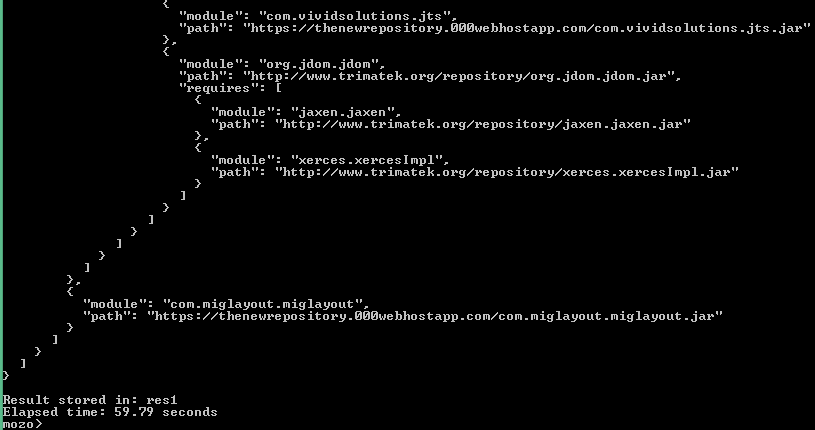 {
                      "module": "com.vividsolutions.jts",
                      "path": "https://thenewrepository.000webhostapp.com/com.vividsolutions.jts.jar"
                    },
                    {
                      "module": "org.jdom.jdom",
                      "path": "http://www.trimatek.org/repository/org.jdom.jdom.jar",
                      "requires": [
                        {
                          "module": "jaxen.jaxen",
                          "path": "http://www.trimatek.org/repository/jaxen.jaxen.jar"
                        },
                        {
                          "module": "xerces.xercesImpl",
                          "path": "http://www.trimatek.org/repository/xerces.xercesImpl.jar"
                        }
                      ]
                    }
                  ]
                }
              ]
            }
          ]
        },
        {
          "module": "com.miglayout.miglayout",
          "path": "https://thenewrepository.000webhostapp.com/com.miglayout.miglayout.jar"
        }
      ]
    }
  ]
}
Result stored in: res1
Elapsed time: 59.79 seconds
mozo>